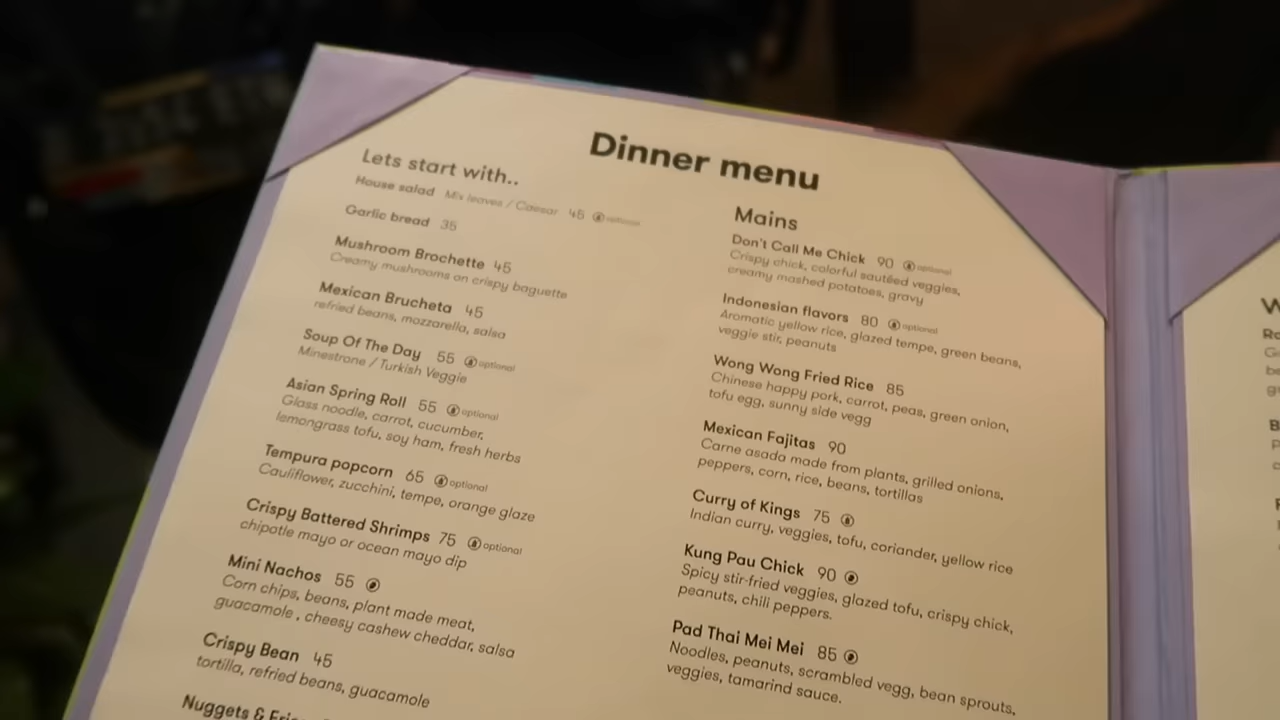 Dinner menu
Lets start with..
House salad Mix leaves / Caesar 45 optional
Garlic bread 35
Mushroom Brochette 45
Creamy mushrooms on crispy baguette
Mexican Brucheta 45
refried beans, mozzarella, salsa
Soup Of The Day 55 optional
Minestrone / Turkish Veggie
Asian Spring Roll 55 optional
Glass noodle, carrot, cucumber,
lemongrass tofu, soy ham, fresh herbs
Tempura popcorn 65 optional
Cauliflower, zucchini, tempe, orange glaze
Crispy Battered Shrimps 75 optional
chipotle mayo or ocean mayo dip
Mini Nachos 55
Corn chips, beans, plant made meat,
guacamole , cheesy cashew cheddar, salsa
Crispy Bean 45
tortilla, refried beans, guacamole
Nuggets &
Mains
Don't Call Me Chick 90 optional
Crispy chick, colorful sautéed veggies,
creamy mashed potatoes, gravy
Indonesian flavors 80 optional
Aromatic yellow rice, glazed tempe, green beans,
veggie stir, peanuts
Wong Wong Fried Rice 85
Chinese happy pork, carrot, peas, green onion,
tofu egg, sunny side vegg
Mexican Fajitas 90
Carne asada made from plants, grilled onions,
peppers, corn, rice, beans, tortillas
Curry of Kings 75
Indian curry, veggies, tofu, coriander, yellow rice
Kung Pau Chick 90
Spicy stir-fried veggies, glazed tofu, crispy chick,
peanuts, chili peppers.
Pad Thai Mei Mei 85
Noodles, peanuts, scrambled vegg, bean sprouts,
veggies, tamarind sauce.